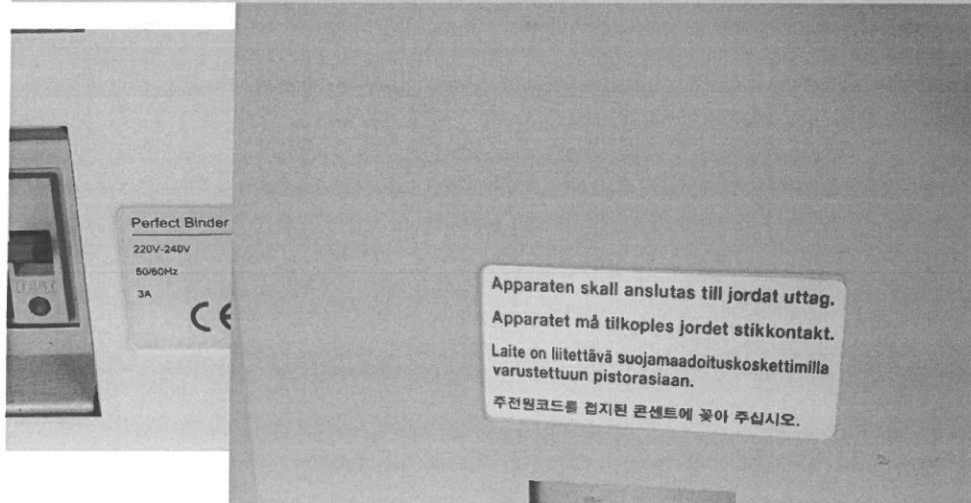 Perfect Binder
220V-240V
50/60Hz
3A
CE
Apparaten skall anslutas till jordat uttag.
Apparatet må tilkoples jordet stikkontakt.
Laite on liitettävä suojamaadoituskoskettimilla
varustettuun pistorasiaan.
주전원코드를 접지된 콘센트에 꽂아 주십시오.